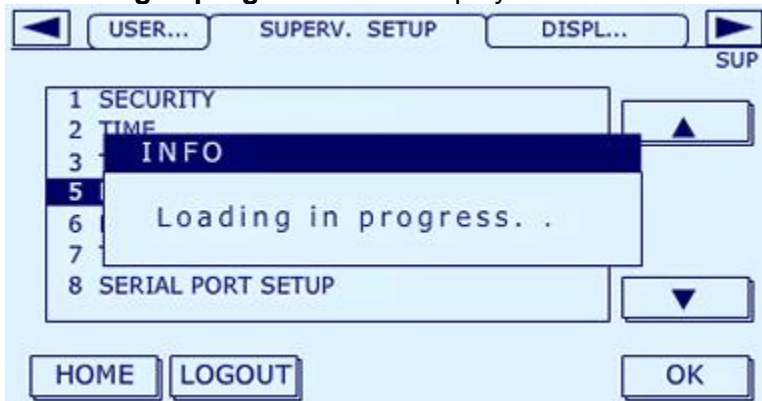 USER... SUPERV. SETUP DISPL...
SUP
1 SECURITY
2 TIME
INFO
3
5
Loading in progress. .
6
7
8 SERIAL PORT SETUP
HOME LOGOUT OK